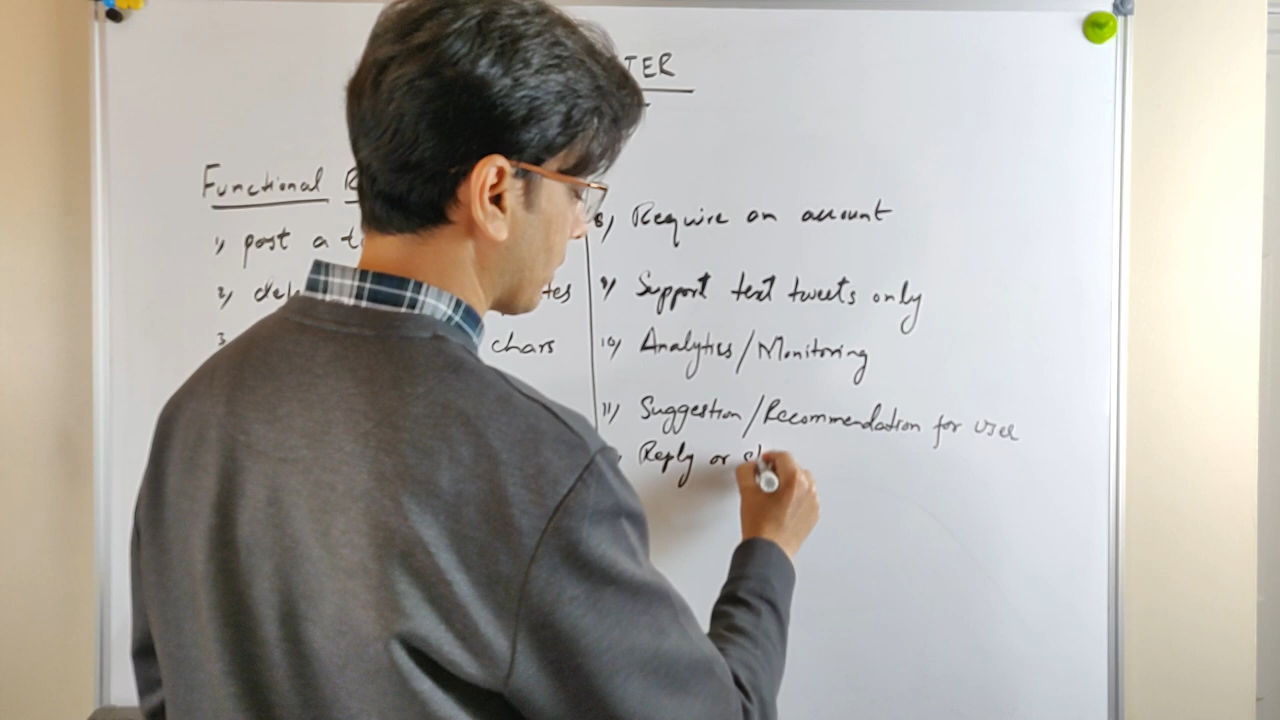 TER
Functional R
1) post a t
2) del tes
3 chars
8) Require an account
9) Support text tweets only
10) Analytics/Monitoring
11) Suggestion/Recommendation for user
Reply or